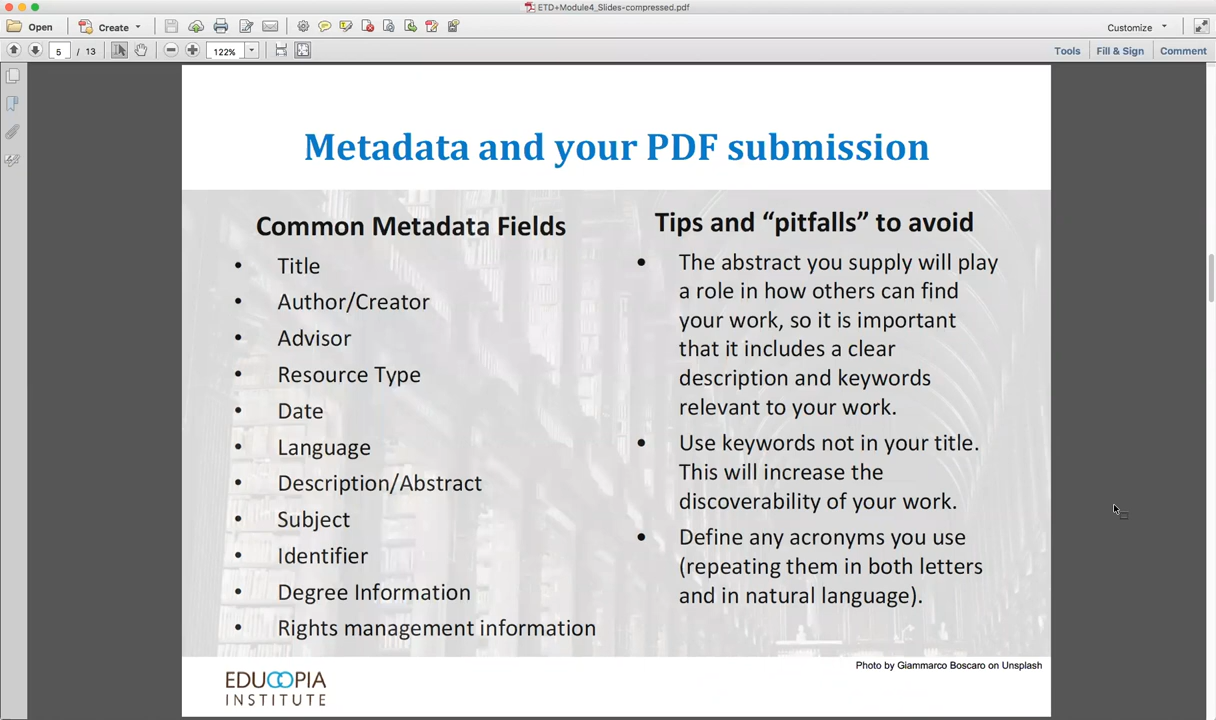 ETD+Module4_Slides-compressed.pdf
Open
Create
Customize
5 / 13
122%
Tools
Fill & Sign
Comment
Metadata and your PDF submission
Common Metadata Fields
• Title
• Author/Creator
• Advisor
• Resource Type
• Date
• Language
• Description/Abstract
• Subject
• Identifier
• Degree Information
• Rights management information
Tips and “pitfalls” to avoid
• The abstract you supply will play
a role in how others can find
your work, so it is important
that it includes a clear
description and keywords
relevant to your work.
• Use keywords not in your title.
This will increase the
discoverability of your work.
• Define any acronyms you use
(repeating them in both letters
and in natural language).
Photo by Giammarco Boscaro on Unsplash
EDUCOPIA
INSTITUTE